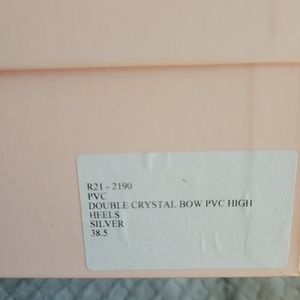 R21 - 2190
PVC
DOUBLE CRYSTAL BOW PVC HIGH
HEELS
SILVER
38.5